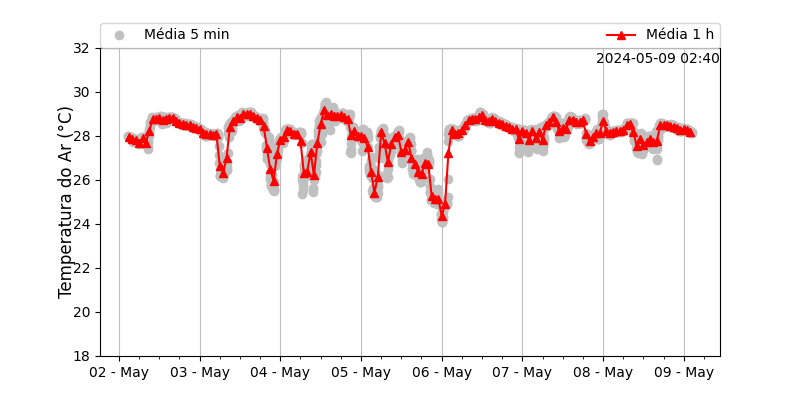 Média 5 min
Média 1 h
2024-05-09 02:40
Temperatura do Ar (°C)
32
30
28
26
24
22
20
18
02 - May
03 - May
04 - May
05 - May
06 - May
07 - May
08 - May
09 - May